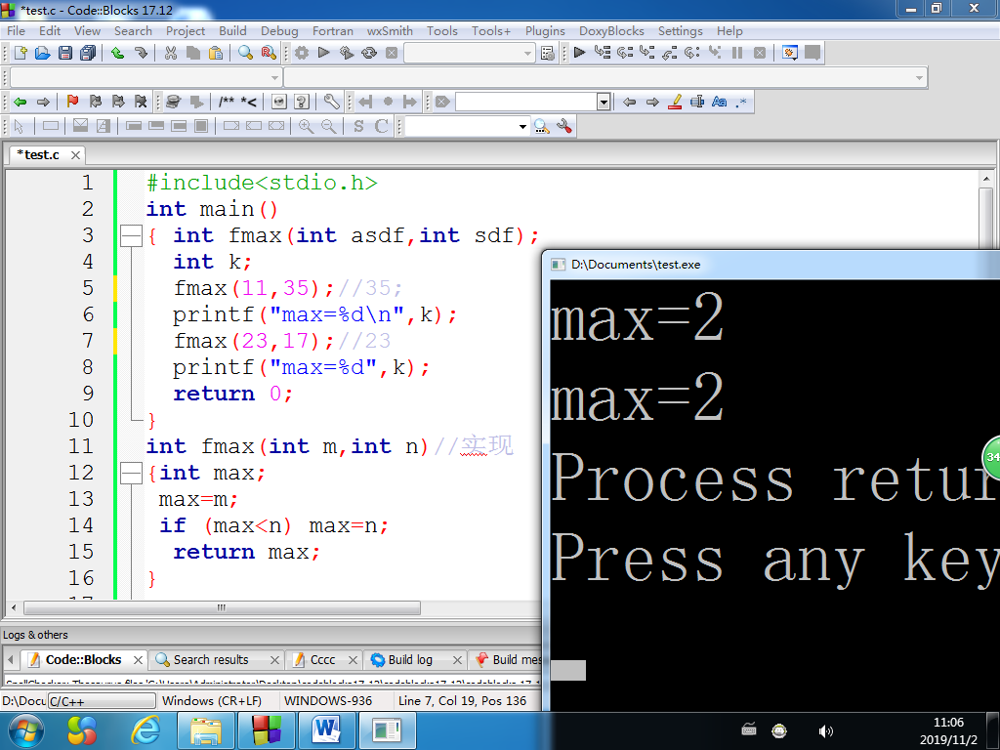 *test.c - Code::Blocks 17.12
File Edit View Search Project Build Debug Fortran wxSmith Tools Tools+ Plugins DoxyBlocks Settings Help
/** *<
S C
*test.c
1 #include<stdio.h>
2 int main()
3 { int fmax(int asdf,int sdf);
4 int k;
5 fmax(11,35);//35;
6 printf("max=%d\n",k);
7 fmax(23,17);//23
8 printf("max=%d",k);
9 return 0;
10 }
11 int fmax(int m,int n)//实现
12 {int max;
13 max=m;
14 if (max<n) max=n;
15 return max;
16 }
D:\Documents\test.exe
max=2
max=2
Process retur
Press any key
34
Logs & others
Code::Blocks Search results Cccc Build log Build mes
D:\Docu C/C++ Windows (CR+LF) WINDOWS-936 Line 7, Col 19, Pos 136
11:06
2019/11/2